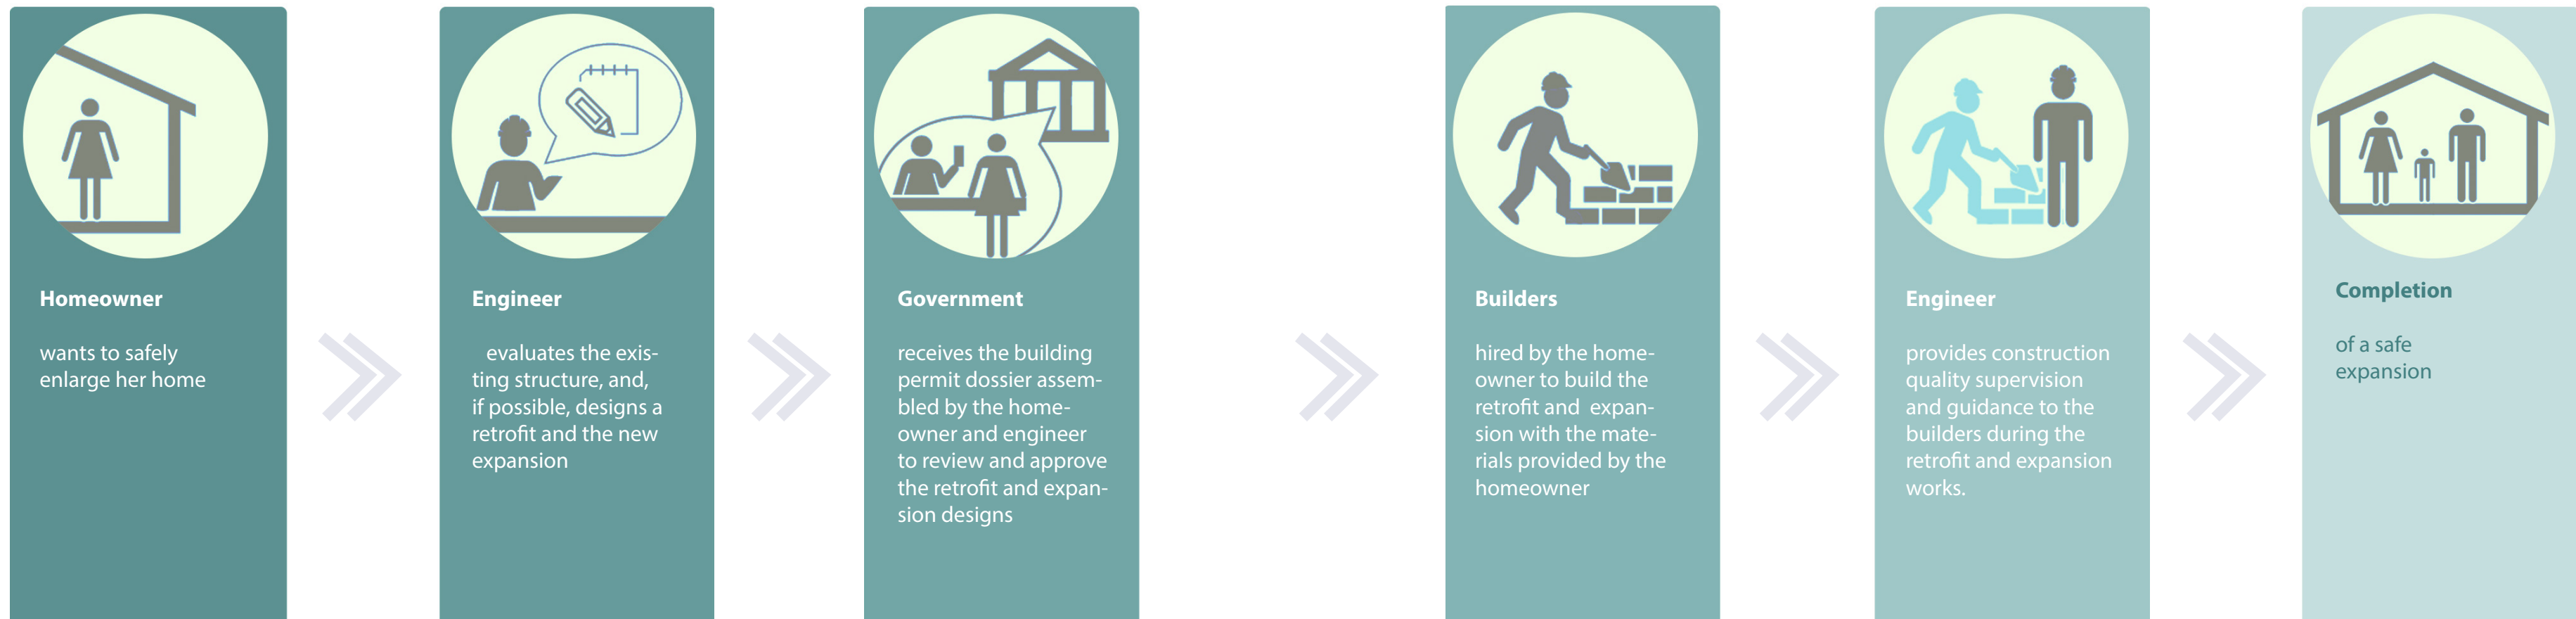 Homeowner
wants to safely
enlarge her home
Engineer
evaluates the exis-
ting structure, and,
if possible, designs a
retrofit and the new
expansion
Government
receives the building
permit dossier assem-
bled by the home-
owner and engineer
to review and approve
the retrofit and expan-
sion designs
Builders
hired by the home-
owner to build the
retrofit and expan-
sion with the mate-
rials provided by the
homeowner
Engineer
provides construction
quality supervision
and guidance to the
builders during the
retrofit and expansion
works.
Completion
of a safe
expansion